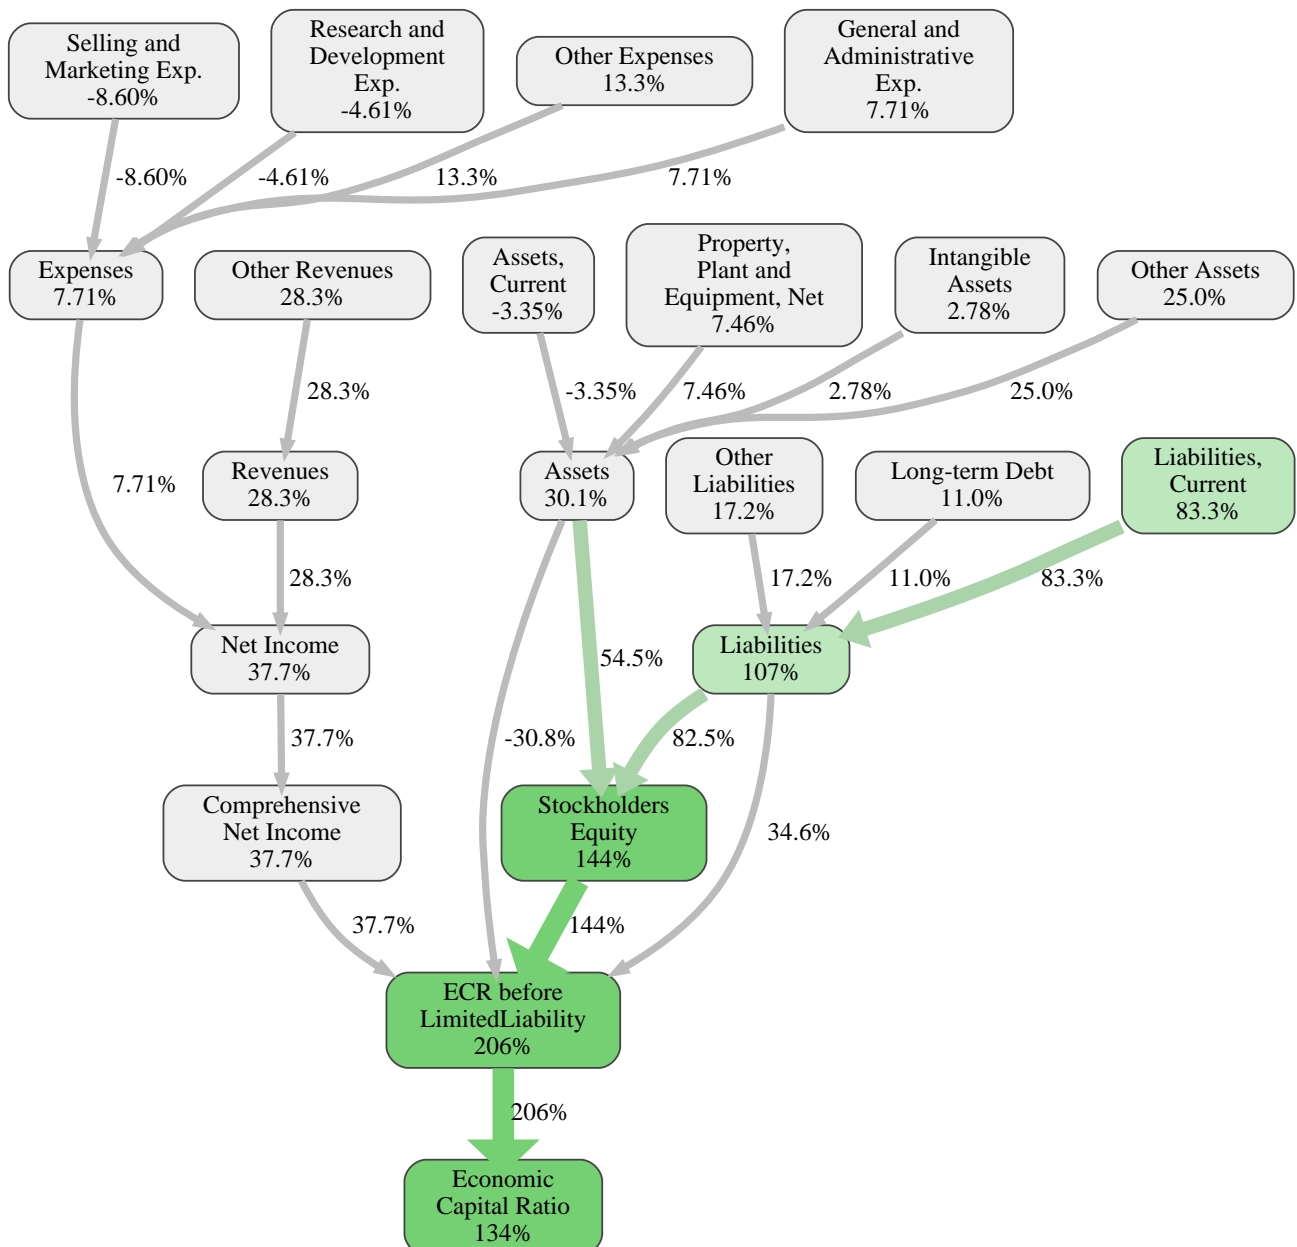 Selling and
Marketing Exp.
-8.60%
Research and
Development
Exp.
-4.61%
Other Expenses
13.3%
General and
Administrative
Exp.
7.71%
-8.60%
-4.61%
13.3%
7.71%
Expenses
7.71%
Other Revenues
28.3%
Assets,
Current
-3.35%
Property,
Plant and
Equipment, Net
7.46%
Intangible
Assets
2.78%
Other Assets
25.0%
28.3%
-3.35%
7.46%
2.78%
25.0%
7.71%
Revenues
28.3%
Assets
30.1%
Other
Liabilities
17.2%
Long-term Debt
11.0%
Liabilities,
Current
83.3%
28.3%
17.2%
11.0%
83.3%
Net Income
37.7%
54.5%
Liabilities
107%
37.7%
-30.8%
82.5%
Comprehensive
Net Income
37.7%
Stockholders
Equity
144%
34.6%
37.7%
144%
ECR before
LimitedLiability
206%
206%
Economic
Capital Ratio
134%